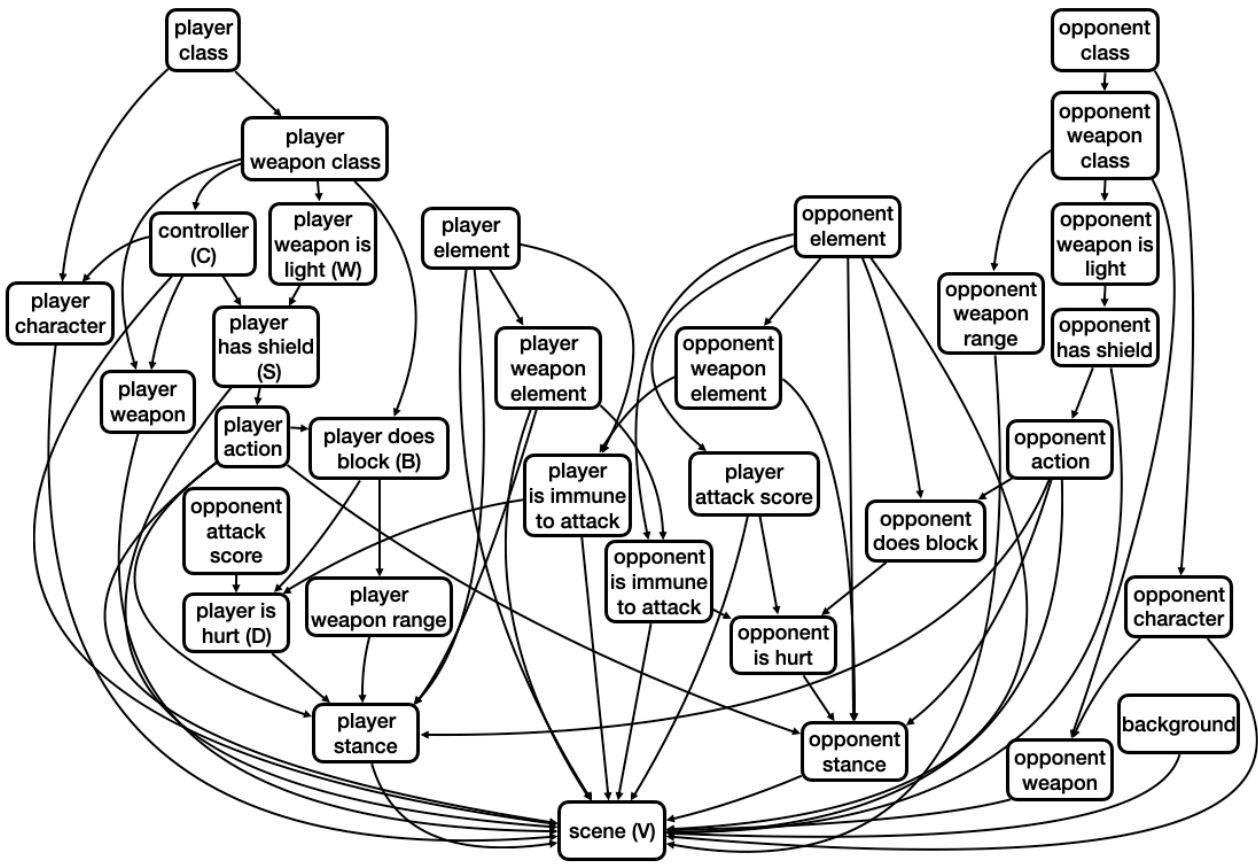 player
class
opponent
class
player
weapon class
opponent
weapon
class
controller
(C)
player
weapon is
light (W)
player
element
opponent
element
opponent
weapon is
light
player
character
player
has shield
(S)
opponent
weapon
range
opponent
has shield
player
weapon
player
weapon
element
opponent
weapon
element
player
action
player does
block (B)
opponent
action
player
is immune
to attack
player
attack score
opponent
attack
score
opponent
does block
opponent
is immune
to attack
player is
hurt (D)
player
weapon range
opponent
is hurt
opponent
character
player
stance
opponent
stance
background
opponent
weapon
scene (V)